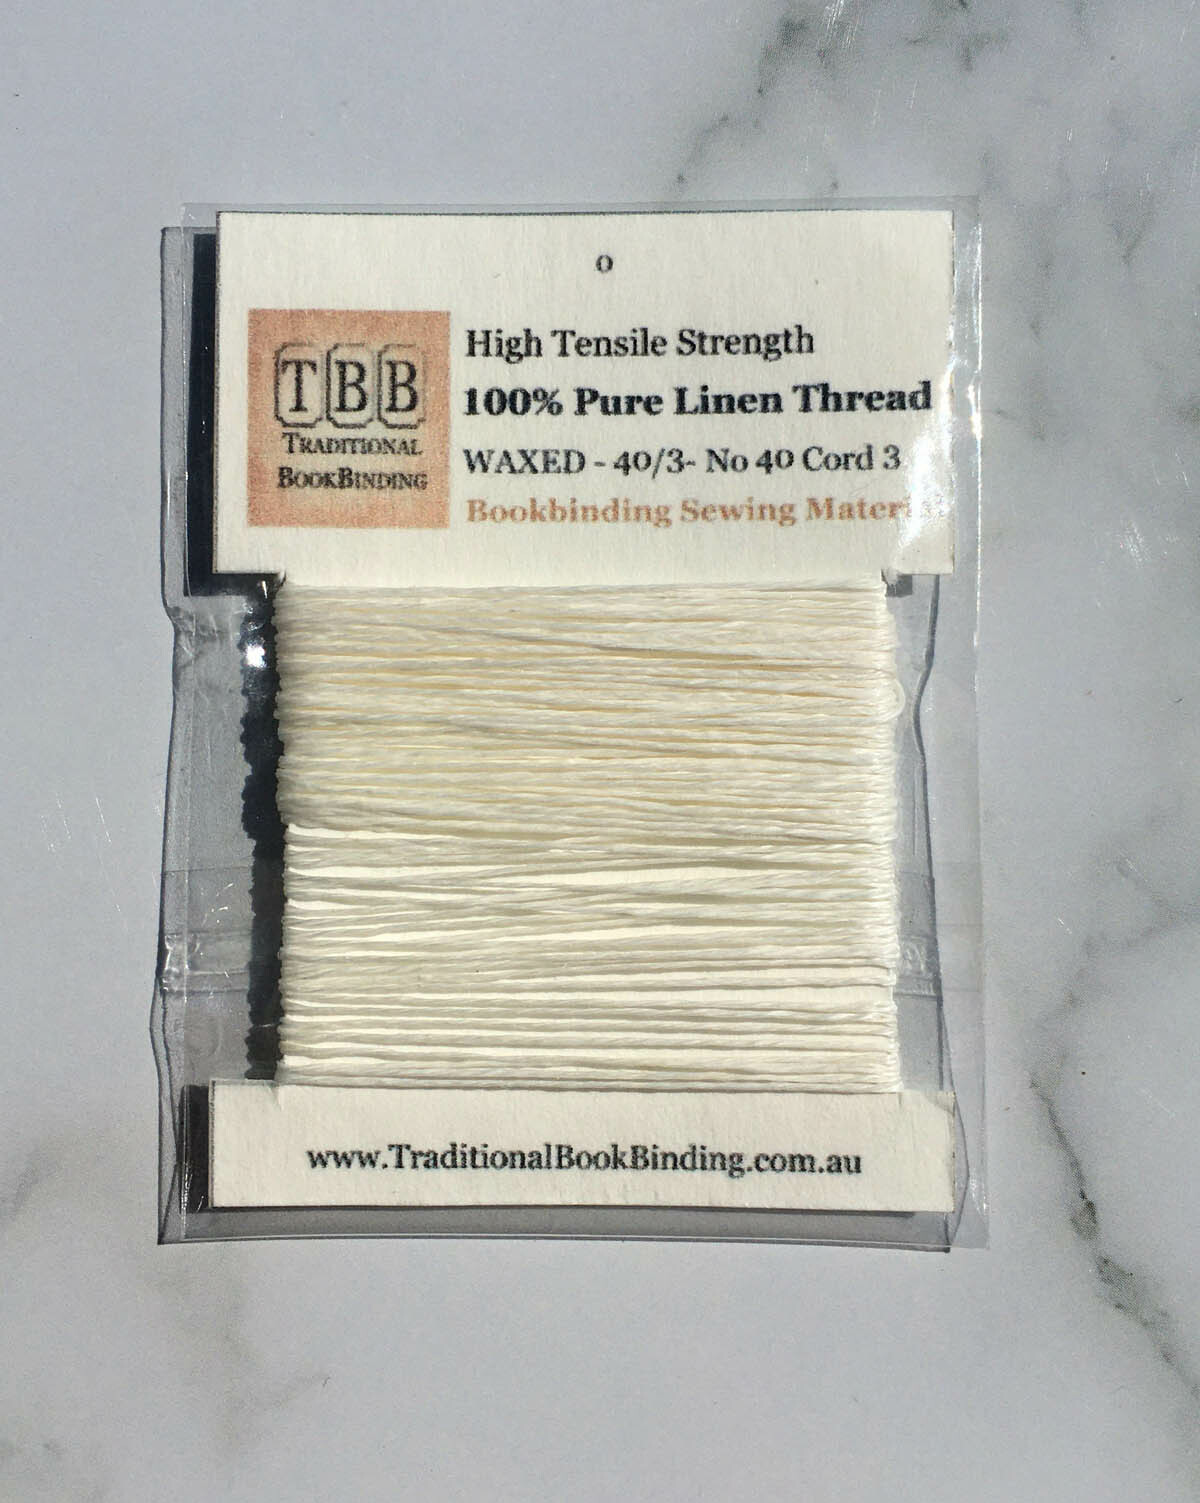 o
High Tensile Strength
100% Pure Linen Thread
WAXED - 40/3- No 40 Cord 3
Bookbinding Sewing
TBB
TRADITIONAL
BOOKBINDING
www.TraditionalBookBinding.com.au